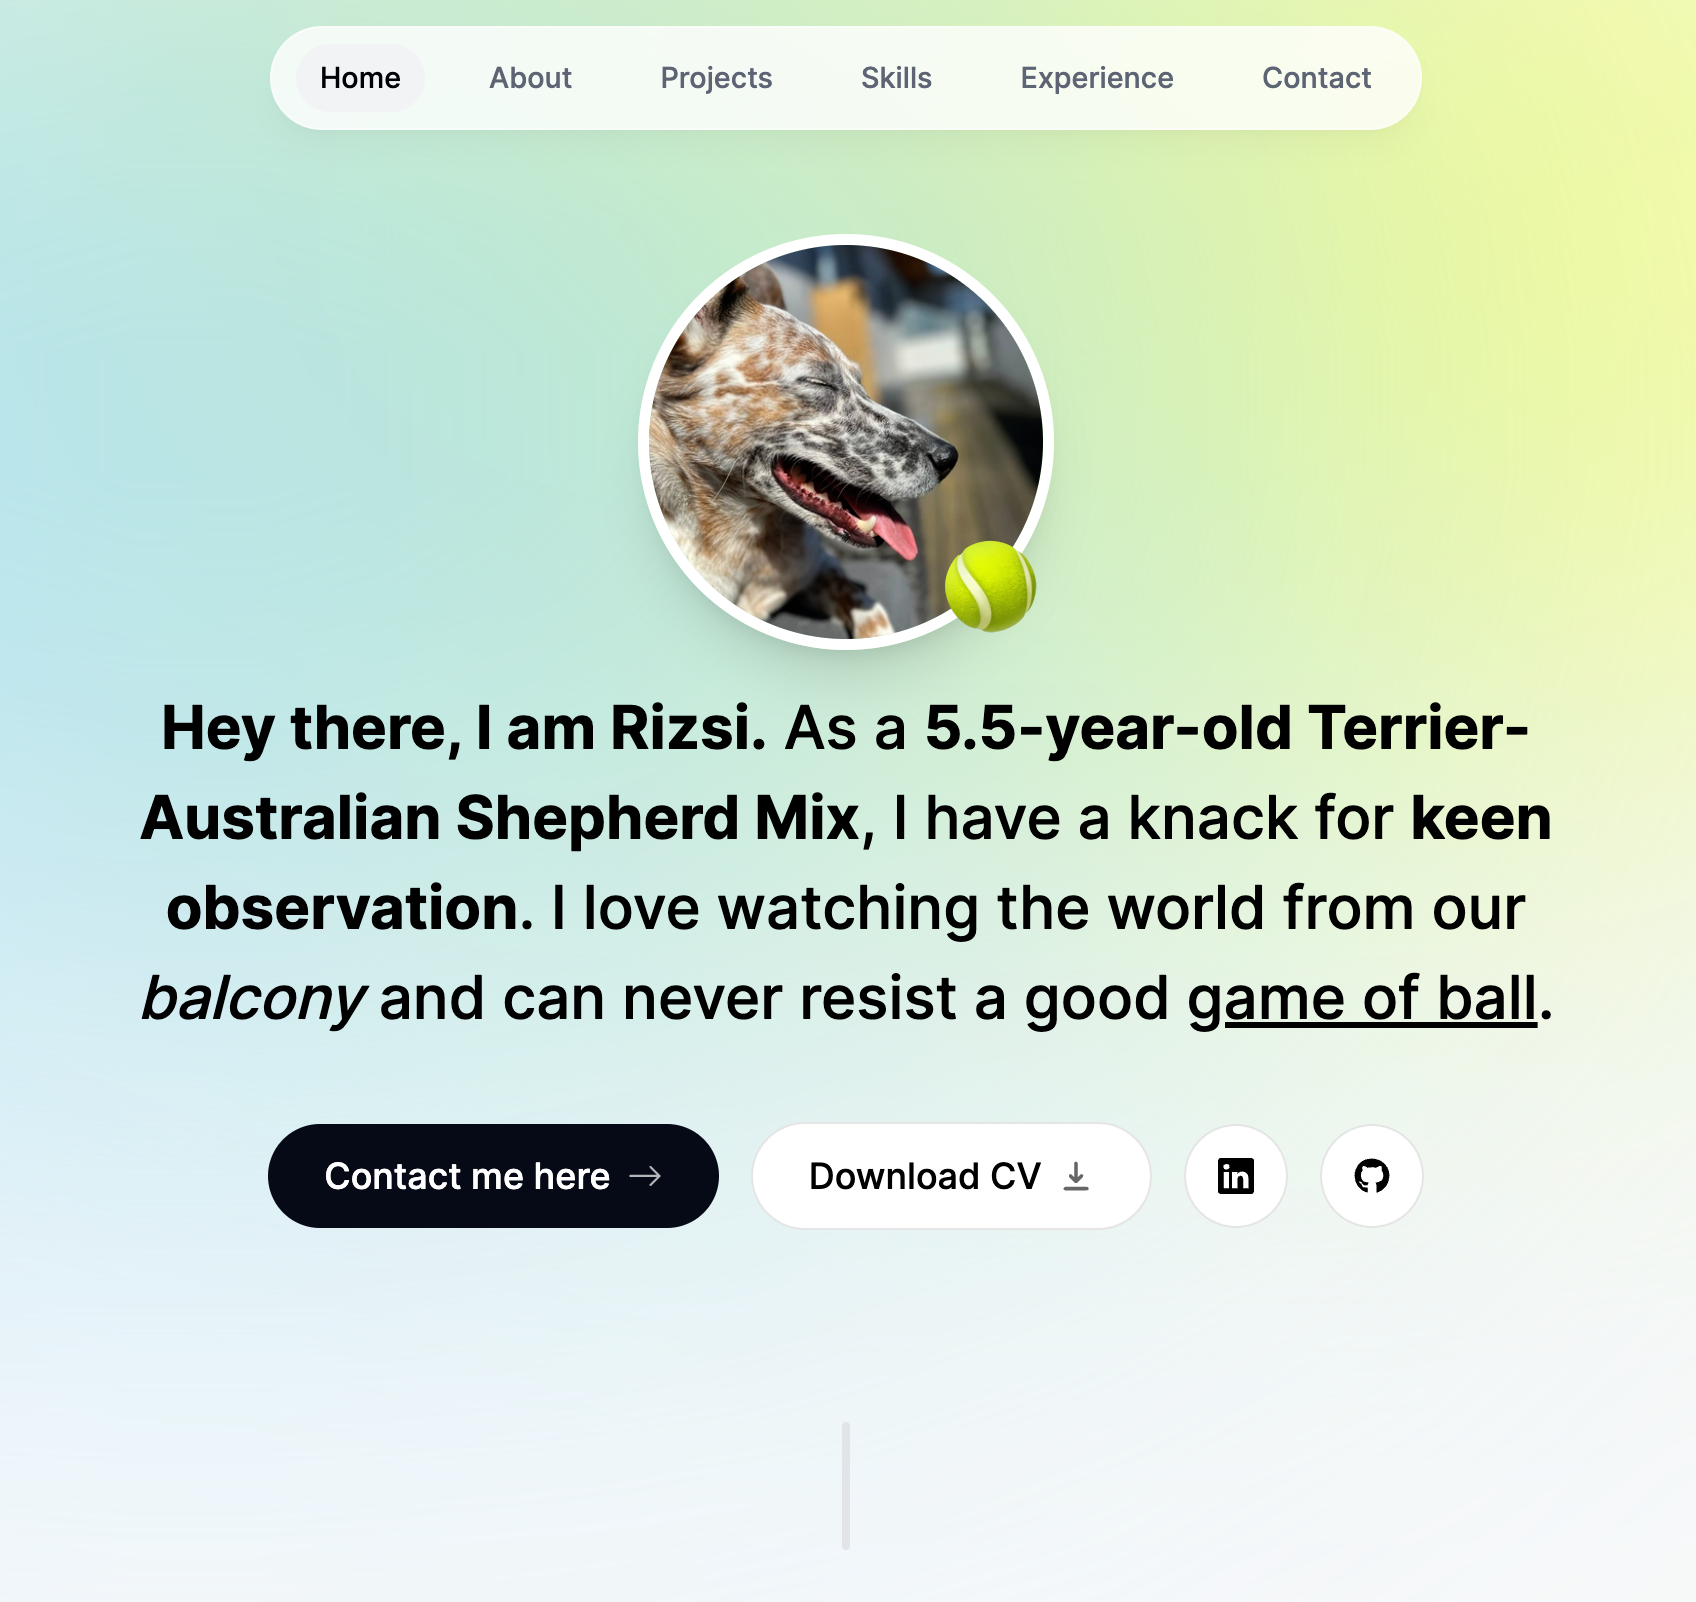 Home About Projects Skills Experience Contact
Hey there, I am Rizsi. As a 5.5-year-old Terrier-
Australian Shepherd Mix, I have a knack for keen
observation. I love watching the world from our
balcony and can never resist a good game of ball.
Contact me here Download CV in